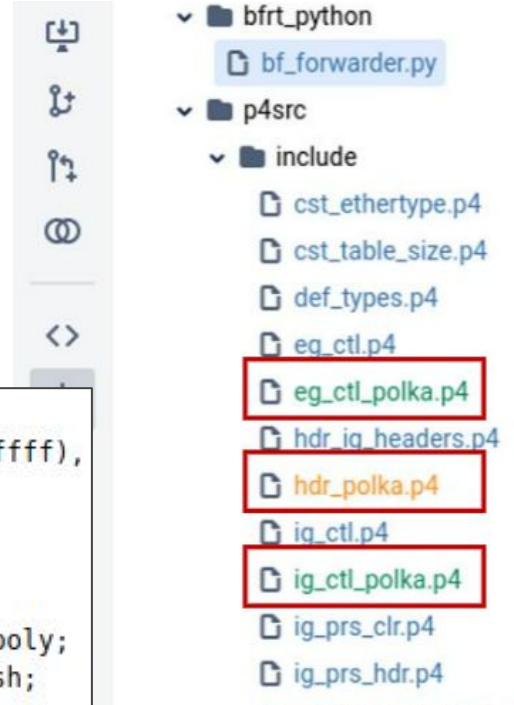 bfrt_python
bf_forwarder.py
p4src
include
cst_ethertype.p4
cst_table_size.p4
def_types.p4
eg_ctl.p4
eg_ctl_polka.p4
hdr_ig_headers.p4
hdr_polka.p4
ig_ctl.p4
ig_ctl_polka.p4
ig_prs_clr.p4
ig_prs_hdr.p4
ffff),
poly;
sh;